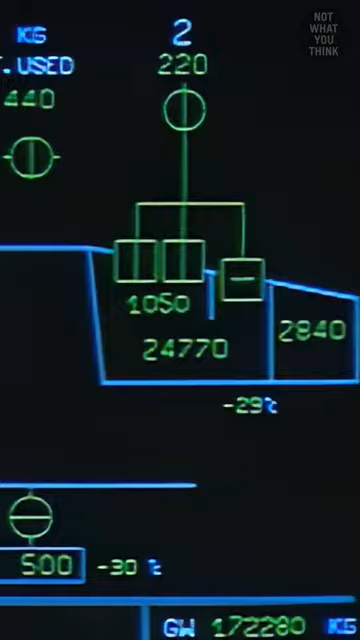 NOT
WHAT
YOU
THINK
KG 2
F.USED 220
440
1050
24770 2840
-29°c
500 -30 °c
GW 172280 KG